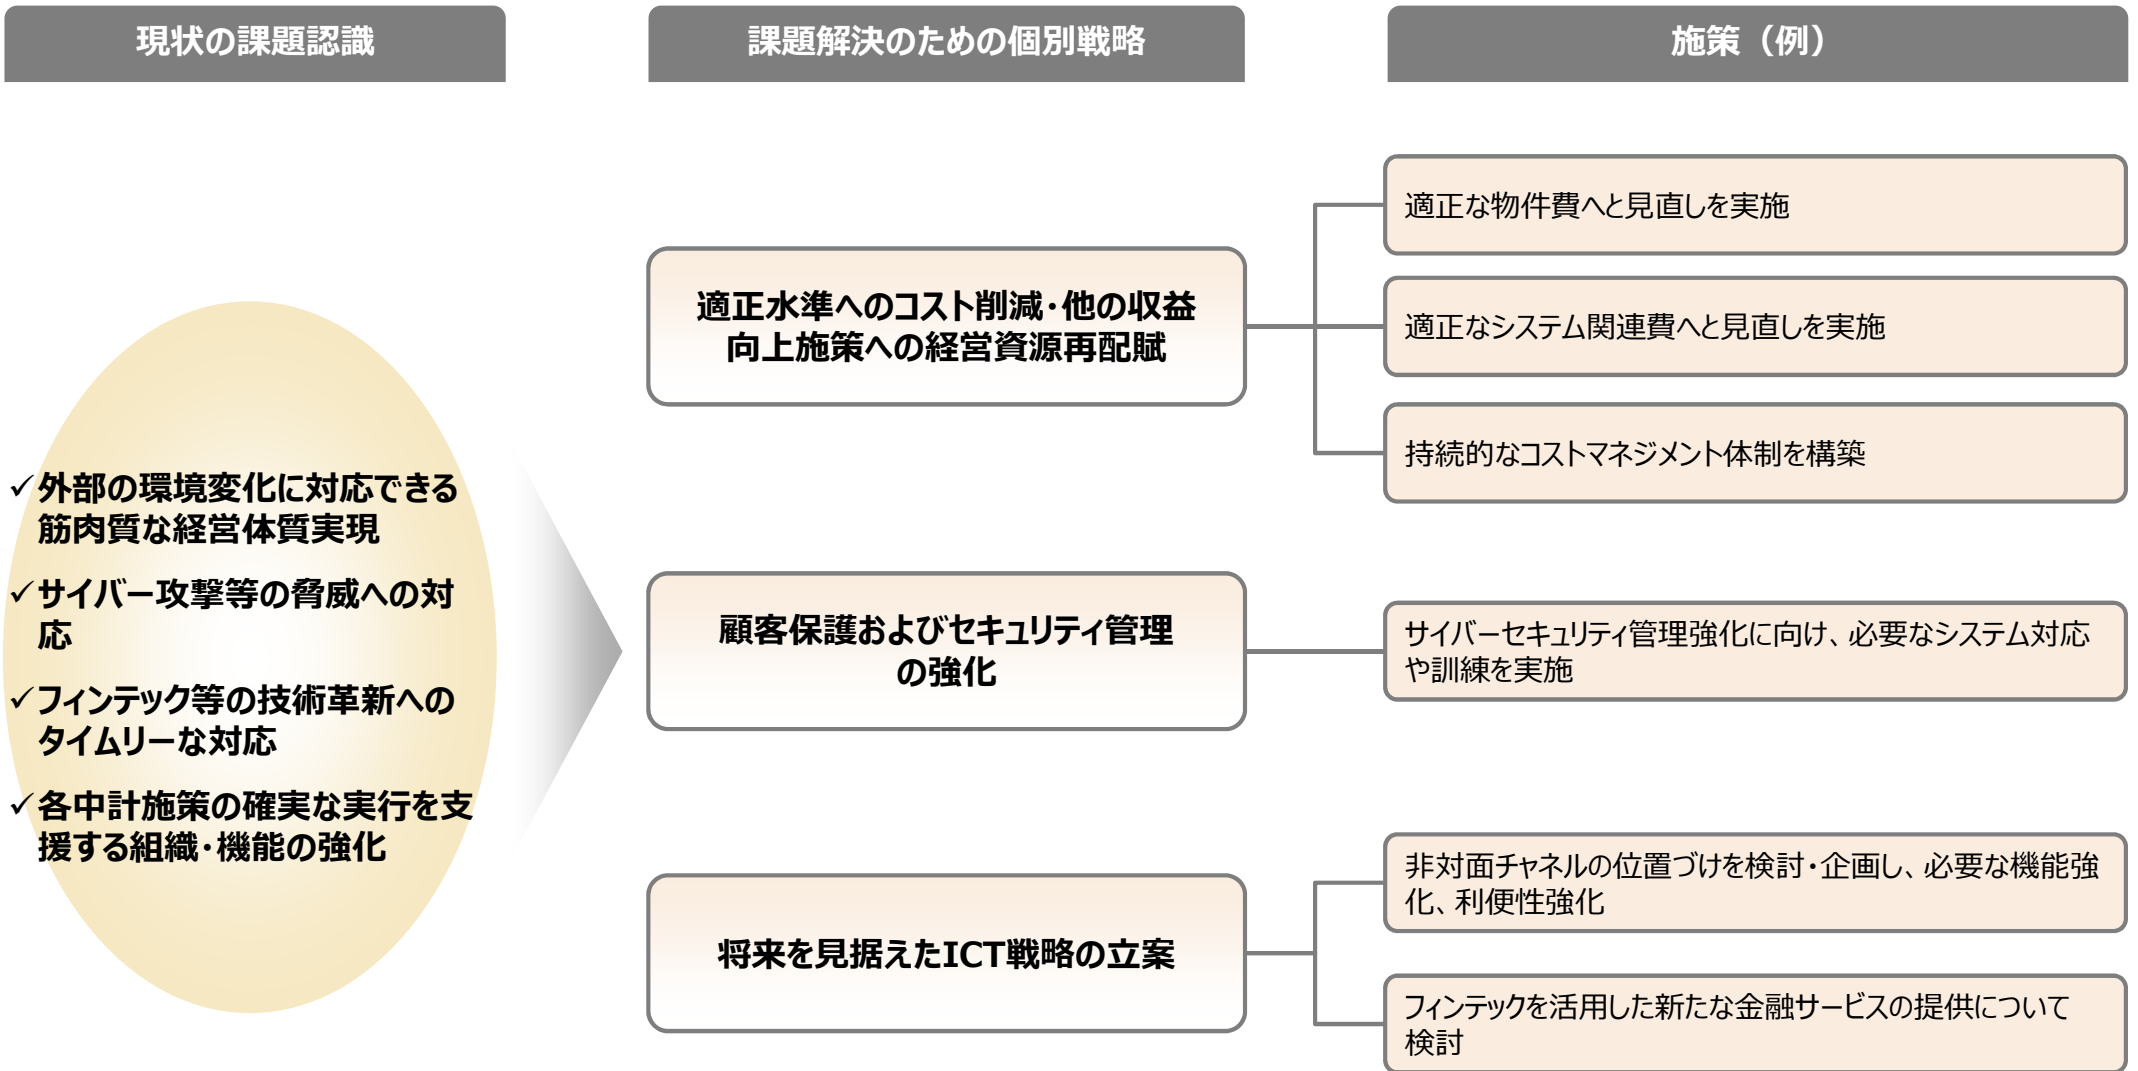 現状の課題認識
課題解決のための個別戦略
施策（例）
✓外部の環境変化に対応できる
筋肉質な経営体質実現
✓サイバー攻撃等の脅威への対
応
✓フィンテック等の技術革新への
タイムリーな対応
✓各中計施策の確実な実行を支
援する組織・機能の強化
適正水準へのコスト削減・他の収益
向上施策への経営資源再配賦
適正な物件費へと見直しを実施
適正なシステム関連費へと見直しを実施
持続的なコストマネジメント体制を構築
顧客保護およびセキュリティ管理
の強化
サイバーセキュリティ管理強化に向け、必要なシステム対応
や訓練を実施
将来を見据えたICT戦略の立案
非対面チャネルの位置づけを検討・企画し、必要な機能強
化、利便性強化
フィンテックを活用した新たな金融サービスの提供について
検討